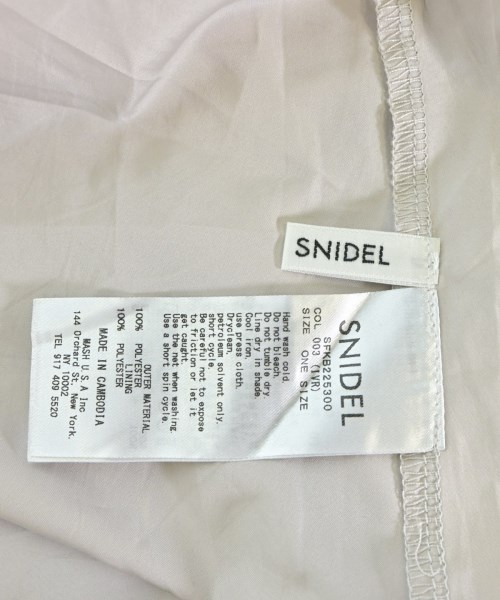 SNIDEL
SNIDEL
SFKB225300
COL 003 (IVR)
SIZE ONE SIZE
Hand wash cold.
Do not bleach.
Do not tumble dry.
Line dry in shade.
Cool iron,
use press cloth.
Dryclean,
petroleum solvent only.
short cycle.
Be careful not to expose
to friction or let it
get caught.
Use the net when washing.
Use a short spin cycle.
OUTER MATERIAL
100% POLYESTER
LINING
100% POLYESTER
MADE IN CAMBODIA
MASH U.S.A, Inc
144 Orchard St, New York,
NY 10002
TEL 917 409 5520